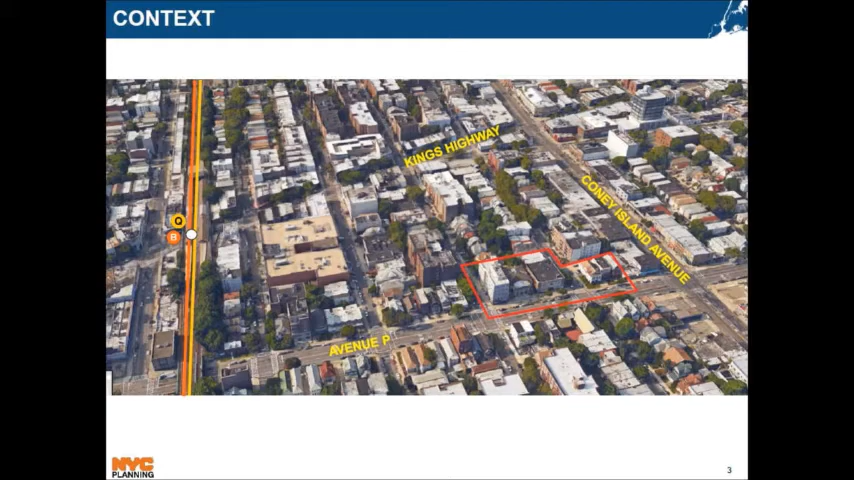 CONTEXT
KINGS HIGHWAY
CONEY ISLAND AVENUE
Q
B
AVENUE P
NYC
PLANNING
3